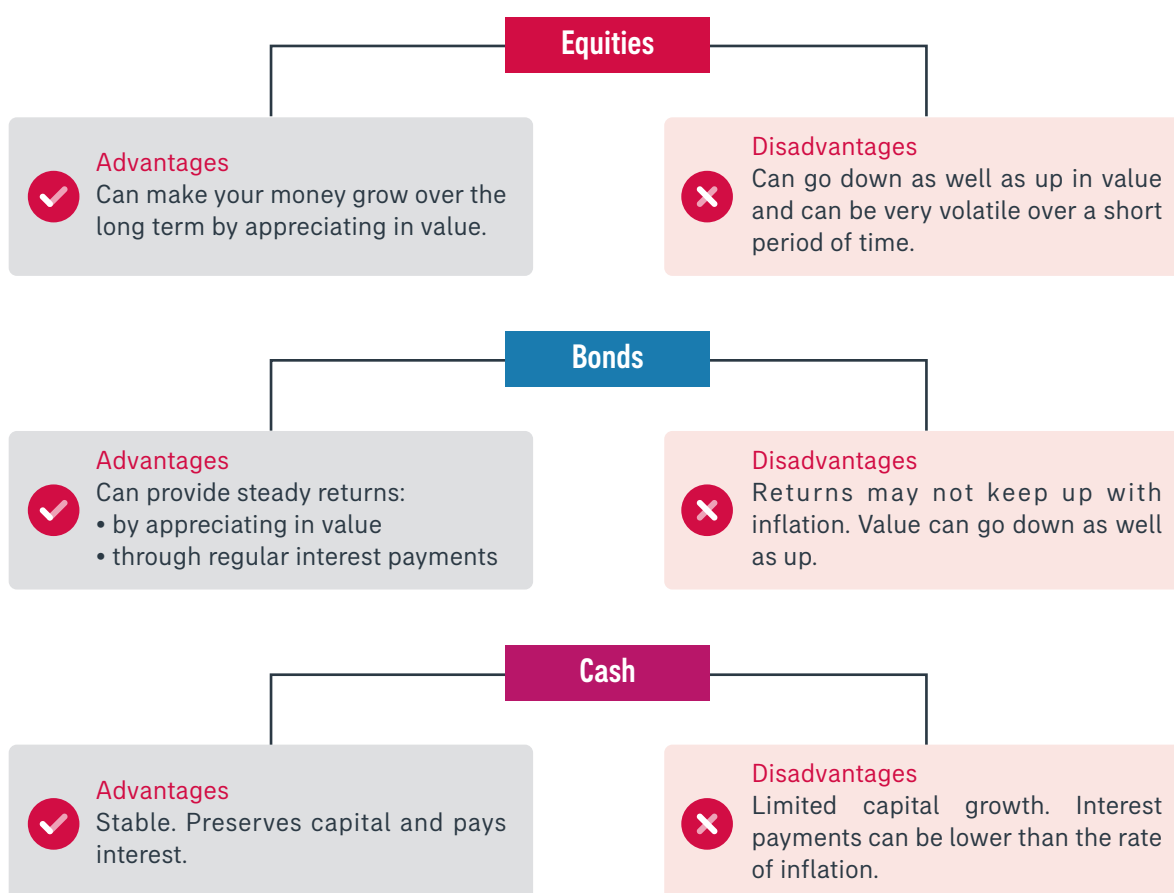 Equities
Advantages
Can make your money grow over the
long term by appreciating in value.
Disadvantages
Can go down as well as up in value
and can be very volatile over a short
period of time.
Bonds
Advantages
Can provide steady returns:
• by appreciating in value
• through regular interest payments
Disadvantages
Returns may not keep up with
inflation. Value can go down as well
as up.
Cash
Advantages
Stable. Preserves capital and pays
interest.
Disadvantages
Limited capital growth. Interest
payments can be lower than the rate
of inflation.